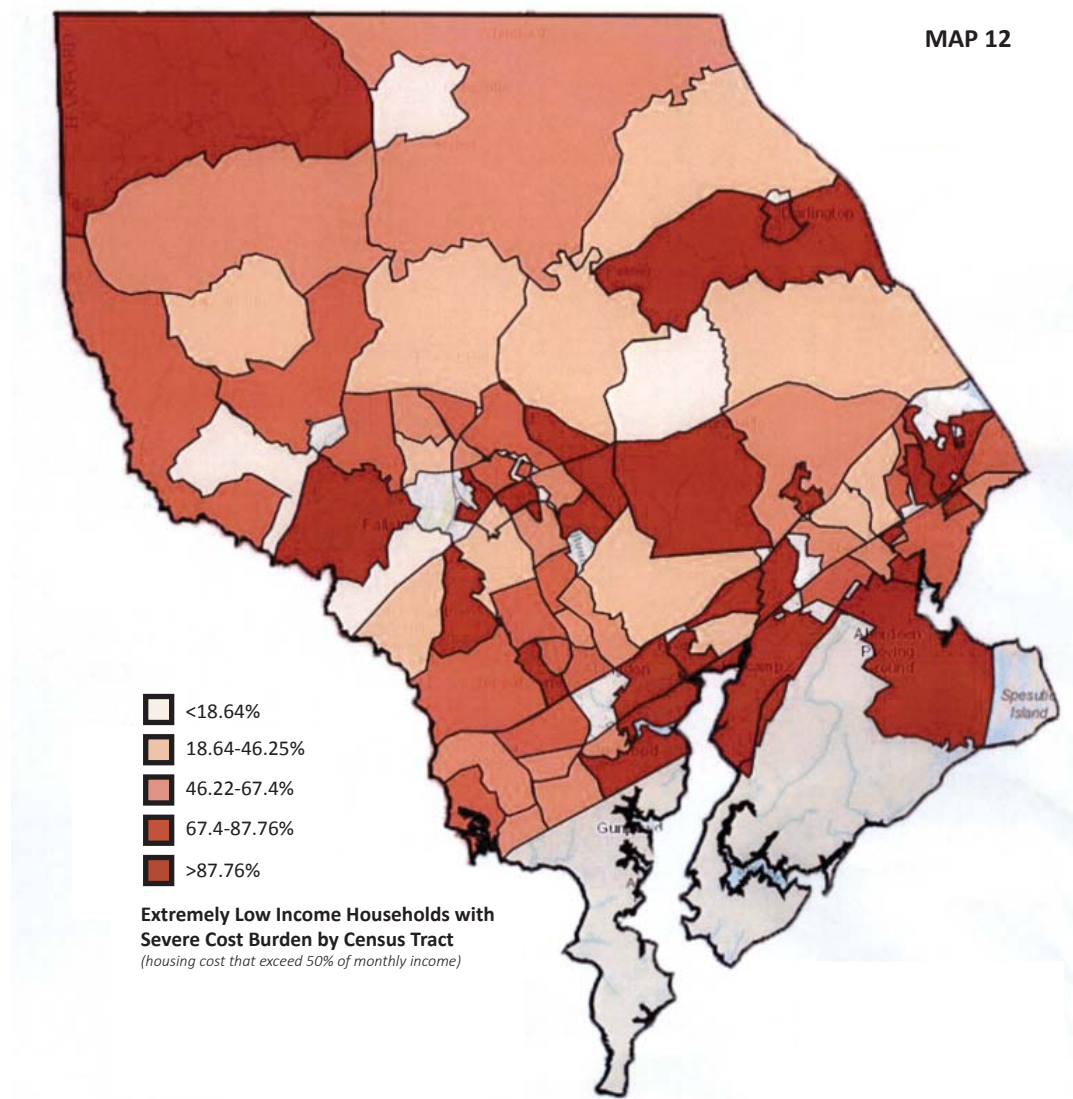 MAP 12
HARFORD
Darlington
Aberdeen
Proving
Ground
Spesutie
Island
<18.64%
18.64-46.25%
46.22-67.4%
67.4-87.76%
>87.76%
Extremely Low Income Households with
Severe Cost Burden by Census Tract
(housing cost that exceed 50% of monthly income)